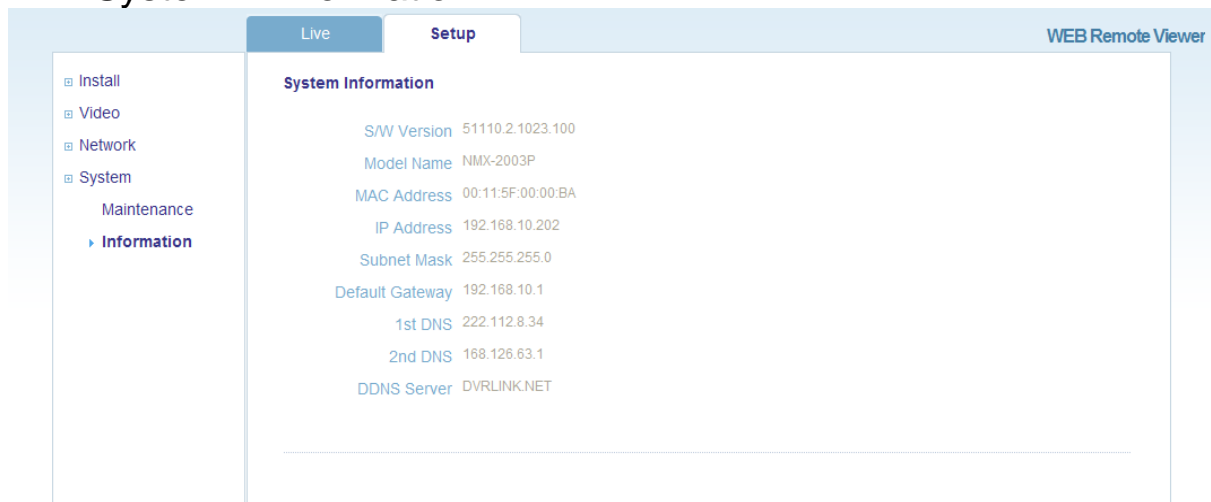 Live
Setup
WEB Remote Viewer
Install
Video
Network
System
Maintenance
Information
System Information
S/W Version 51110.2.1023.100
Model Name NMX-2003P
MAC Address 00:11:5F:00:00:BA
IP Address 192.168.10.202
Subnet Mask 255.255.255.0
Default Gateway 192.168.10.1
1st DNS 222.112.8.34
2nd DNS 168.126.63.1
DDNS Server DVRLINK.NET